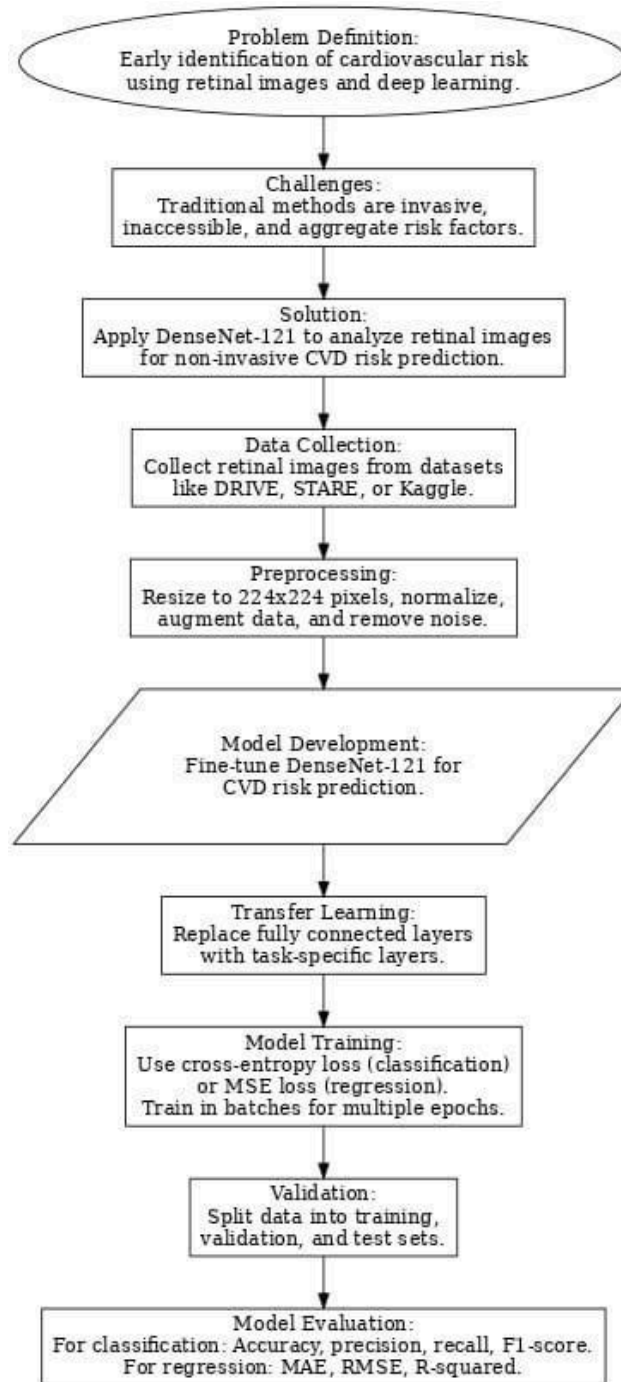 Problem Definition:
Early identification of cardiovascular risk
using retinal images and deep learning.
Challenges:
Traditional methods are invasive,
inaccessible, and aggregate risk factors.
Solution:
Apply DenseNet-121 to analyze retinal images
for non-invasive CVD risk prediction.
Data Collection:
Collect retinal images from datasets
like DRIVE, STARE, or Kaggle.
Preprocessing:
Resize to 224x224 pixels, normalize,
augment data, and remove noise.
Model Development:
Fine-tune DenseNet-121 for
CVD risk prediction.
Transfer Learning:
Replace fully connected layers
with task-specific layers.
Model Training:
Use cross-entropy loss (classification)
or MSE loss (regression).
Train in batches for multiple epochs.
Validation:
Split data into training,
validation, and test sets.
Model Evaluation:
For classification: Accuracy, precision, recall, F1-score.
For regression: MAE, RMSE, R-squared.